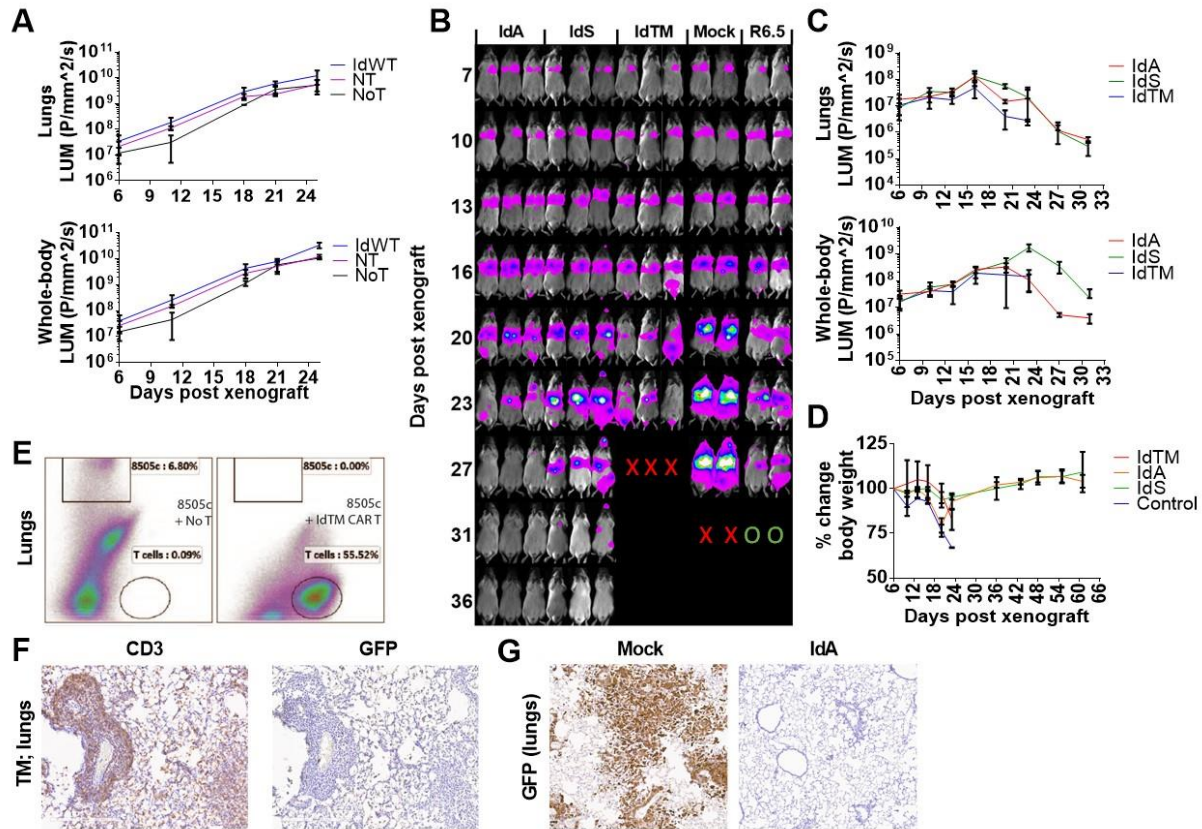 A
Lungs
LUM (P/mm^2/s)
10^11
10^10
10^9
10^8
10^7
10^6
6 9 12 15 18 21 24
IdWT
NT
NoT
Whole-body
LUM (P/mm^2/s)
10^11
10^10
10^9
10^8
10^7
10^6
6 9 12 15 18 21 24
Days post xenograft
IdWT
NT
NoT
B
IdA IdS IdTM Mock R6.5
Days post xenograft
7
10
13
16
20
23
27 X X X
31 X X O O
36
C
Lungs
LUM (P/mm^2/s)
10^9
10^8
10^7
10^6
10^5
10^4
6 9 12 15 18 21 24 27 30 33
IdA
IdS
IdTM
Whole-body
LUM (P/mm^2/s)
10^10
10^9
10^8
10^7
10^6
10^5
6 9 12 15 18 21 24 27 30 33
Days post xenograft
IdA
IdS
IdTM
D
% change
body weight
125
100
75
50
6 12 18 24 30 36 42 48 54 60 66
Days post xenograft
IdTM
IdA
IdS
Control
E
Lungs
8505c : 6.80%
8505c
+ No T
T cells : 0.09%
8505c : 0.00%
8505c
+ IdTM CAR T
T cells : 55.52%
F
CD3 GFP
TM; lungs
G
Mock IdA
GFP (lungs)